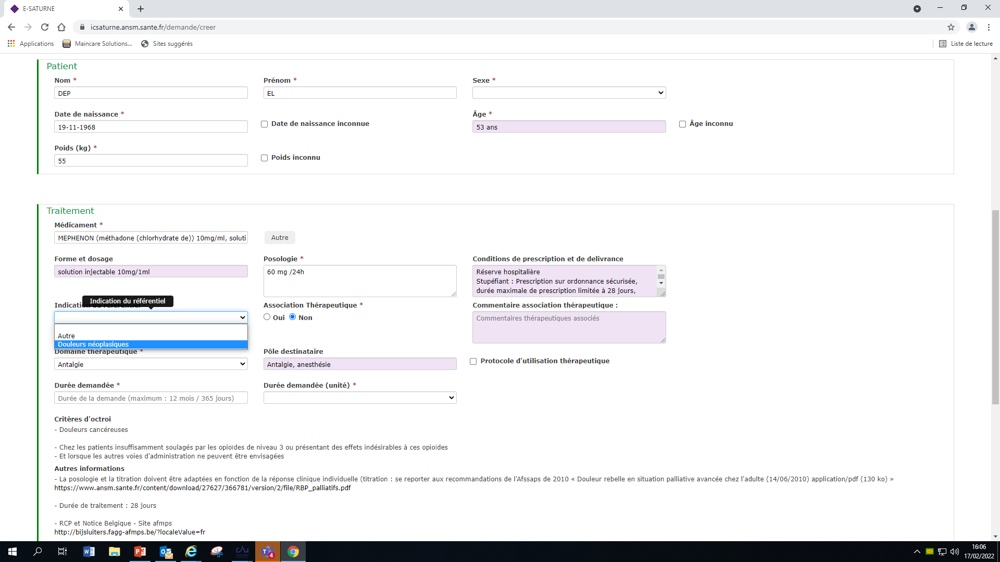 E-SATURNE
icsaturne.ansm.sante.fr/demande/creer
Applications Maincare Solutions... Sites suggérés Liste de lecture
Patient
Nom * Prénom * Sexe *
DEP EL
Date de naissance * Âge *
19-11-1968 Date de naissance inconnue 53 ans Âge inconnu
Poids (kg) *
55 Poids inconnu
Traitement
Médicament *
MEPHENON (méthadone (chlorhydrate de)) 10mg/ml, soluti Autre
Forme et dosage Posologie * Conditions de prescription et de delivrance
solution injectable 10mg/1ml 60 mg /24h Réserve hospitalière
Stupéfiant : Prescription sur ordonnance sécurisée,
durée maximale de prescription limitée à 28 jours,
Indication du référentiel
Indication du référentiel Association Thérapeutique * Commentaire association thérapeutique :
Oui Non Commentaires thérapeutiques associés
Autre
Douleurs néoplasiques
Domaine thérapeutique * Pôle destinataire
Antalgie Antalgie, anesthésie Protocole d'utilisation thérapeutique
Durée demandée * Durée demandée (unité) *
Durée de la demande (maximum : 12 mois / 365 jours)
Critères d'octroi
- Douleurs cancéreuses
- Chez les patients insuffisamment soulagés par les opioïdes de niveau 3 ou présentant des effets indésirables à ces opioïdes
- Et lorsque les autres voies d'administration ne peuvent être envisagées
Autres informations
- La posologie et la titration doivent être adaptées en fonction de la réponse clinique individuelle (titration : se reporter aux recommandations de l'Afssaps de 2010 « Douleur rebelle en situation palliative avancée chez l'adulte (14/06/2010) application/pdf (130 ko) »
https://www.ansm.sante.fr/content/download/27627/366781/version/2/file/RBP_palliatifs.pdf
- Durée de traitement : 28 jours
- RCP et Notice Belgique - Site afmps
http://bijsluiters.fagg-afmps.be/?localeValue=fr
16:06
17/02/2022